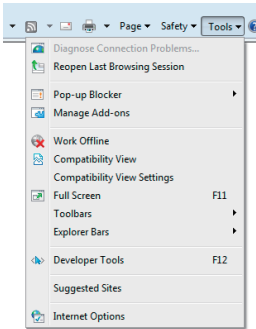 Page Safety Tools
Diagnose Connection Problems...
Reopen Last Browsing Session
Pop-up Blocker
Manage Add-ons
Work Offline
Compatibility View
Compatibility View Settings
Full Screen F11
Toolbars
Explorer Bars
Developer Tools F12
Suggested Sites
Internet Options